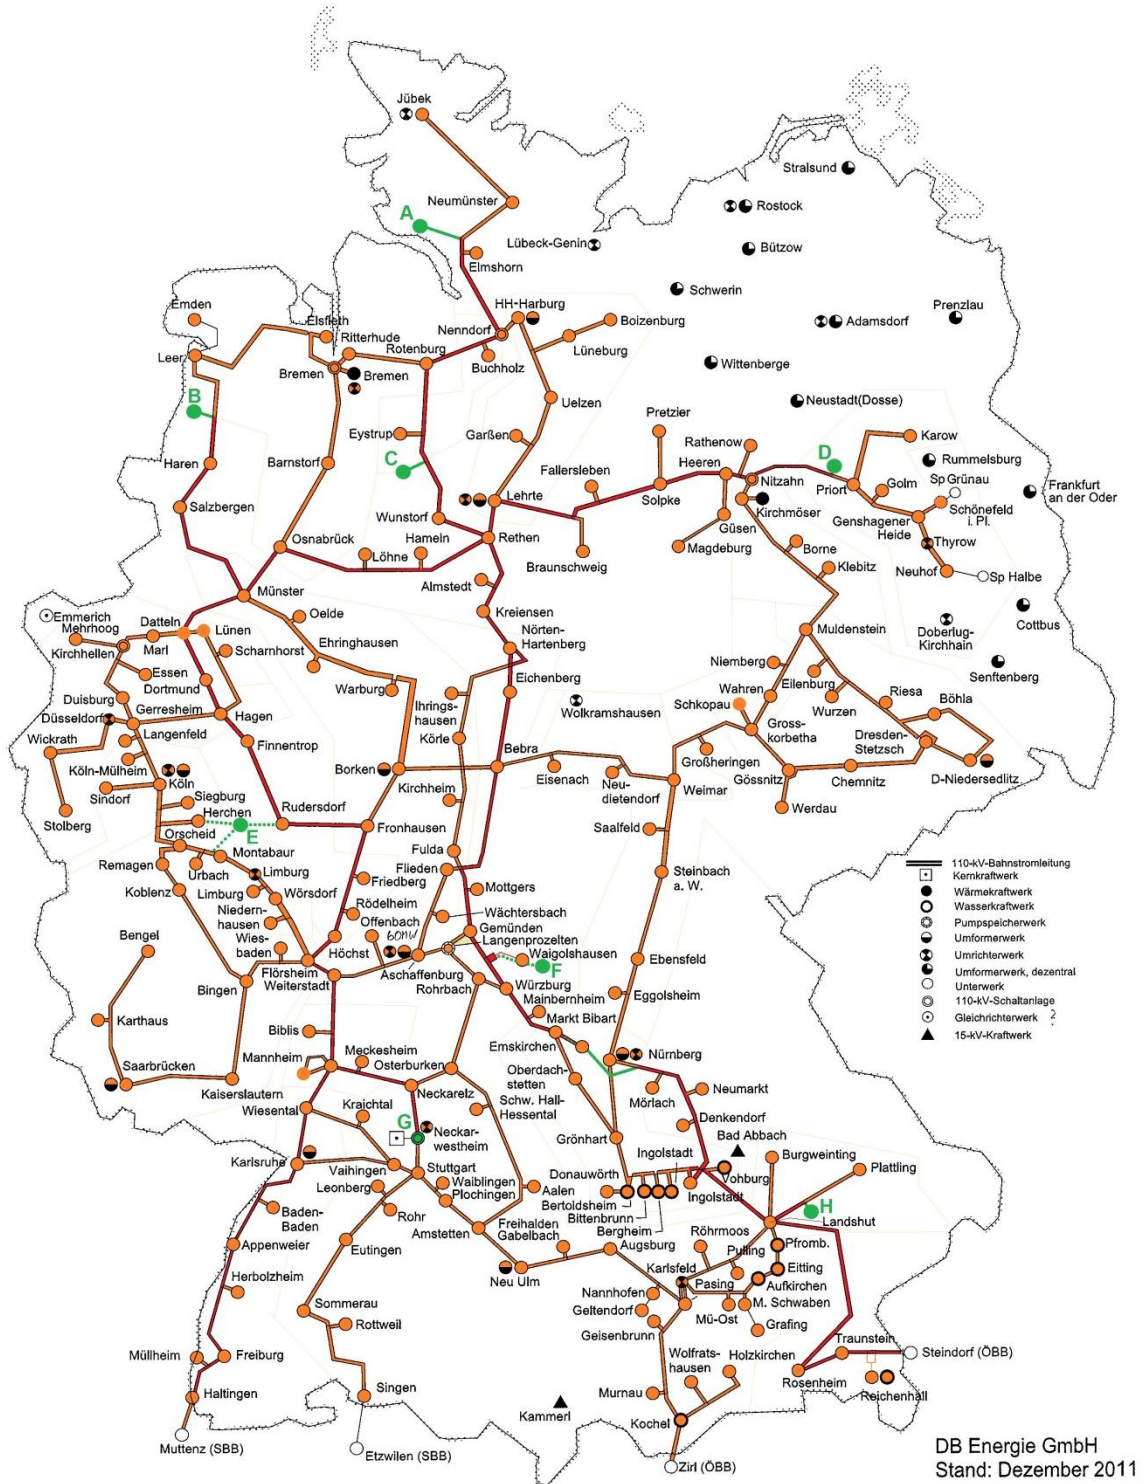 Jübek
Neumünster
A
Lübeck-Genin
Elmshorn
Stralsund
Rostock
Bützow
Schwerin
Prenzlau
Adamsdorf
Wittenberge
Neustadt(Dosse)
Emden
Elsfleth
Ritterhude
Leer
Bremen
Bremen
Rotenburg
Nenndorf
HH-Harburg
Buchholz
Boizenburg
Lüneburg
B
Uelzen
Eystrup
Garßen
C
Pretzier
Rathenow
D
Karow
Rummelsburg
Haren
Barnstorf
Fallersleben
Heeren
Nitzahn
Priort
Golm
Sp Grünau
Frankfurt
an der Oder
Salzbergen
Lehrte
Solpke
Kirchmöser
Schönefeld
i. Pl.
Wunstorf
Güsen
Genshagener
Heide
Osnabrück
Hameln
Rethen
Löhne
Magdeburg
Borne
Thyrow
Braunschweig
Klebitz
Neuhof
Sp Halbe
Almstedt
Münster
Kreiensen
Cottbus
Emmerich
Mehrhoog
Datteln
Lünen
Oelde
Muldenstein
Doberlug-
Kirchhain
Kirchhellen
Marl
Scharnhorst
Ehringhausen
Nörten-
Hartenberg
Niemberg
Senftenberg
Essen
Dortmund
Warburg
Eichenberg
Eilenburg
Duisburg
Ihrings-
hausen
Wahren
Riesa
Böhla
Düsseldorf
Gerresheim
Hagen
Wolkramshausen
Schkopau
Wurzen
Wickrath
Langenfeld
Finnentrop
Körle
Gross-
korbetha
Dresden-
Stetzsch
Köln-Mülheim
Bebra
Großheringen
Köln
Borken
Eisenach
Neu-
dietendorf
Gössnitz
Chemnitz
D-Niedersedlitz
Sindorf
Siegburg
Kirchheim
Weimar
Werdau
Stolberg
Herchen
Rudersdorf
E
Fronhausen
Saalfeld
Orscheid
Montabaur
Fulda
Remagen
Urbach
Limburg
Flieden
Steinbach
a. W.
Koblenz
Limburg
Wörsdorf
Friedberg
Mottgers
Niedern-
hausen
Rödelheim
Wächtersbach
Bengel
Wies-
baden
Offenbach
60MW
Gemünden
Langenprozelten
Höchst
Waigolshausen
F
Flörsheim
Aschaffenburg
Ebensfeld
Bingen
Weiterstadt
Rohrbach
Würzburg
Mainbernheim
Eggolsheim
Karthaus
Biblis
Markt Bibart
Mannheim
Meckesheim
Emskirchen
Nürnberg
Saarbrücken
Osterburken
Oberdach-
stetten
Kaiserslautern
Neckarelz
Schw. Hall-
Hessental
Mörlach
Neumarkt
Wiesental
Kraichtal
G
Neckar-
westheim
Denkendorf
Grönhart
Bad Abbach
Ingolstadt
Burgweinting
Karlsruhe
Vaihingen
Stuttgart
Donauwörth
Vohburg
Plattling
Leonberg
Waiblingen
Plochingen
Aalen
Bertoldsheim
Ingolstadt
H
Baden-
Baden
Rohr
Bittenbrunn
Landshut
Amstetten
Freihalden
Gabelbach
Bergheim
Röhrmoos
Appenweier
Eutingen
Augsburg
Pulling
Pfromb.
Karlsfeld
Eitting
Herbolzheim
Neu Ulm
Pasing
Aufkirchen
Nannhofen
M. Schwaben
Sommerau
Geltendorf
Mü-Ost
Grafing
Rottweil
Geisenbrunn
Müllheim
Freiburg
Wolfrats-
hausen
Holzkirchen
Traunstein
Steindorf (ÖBB)
Haltingen
Singen
Murnau
Rosenheim
Reichenhall
Kammerl
Kochel
Muttenz (SBB)
Etzwilen (SBB)
Zirl (ÖBB)
110-kV-Bahnstromleitung
Kernkraftwerk
Wärmekraftwerk
Wasserkraftwerk
Pumpspeicherwerk
Umformerwerk
Umrichterwerk
Umformerwerk, dezentral
Unterwerk
110-kV-Schaltanlage
Gleichrichterwerk
2
15-kV-Kraftwerk
DB Energie GmbH
Stand: Dezember 2011